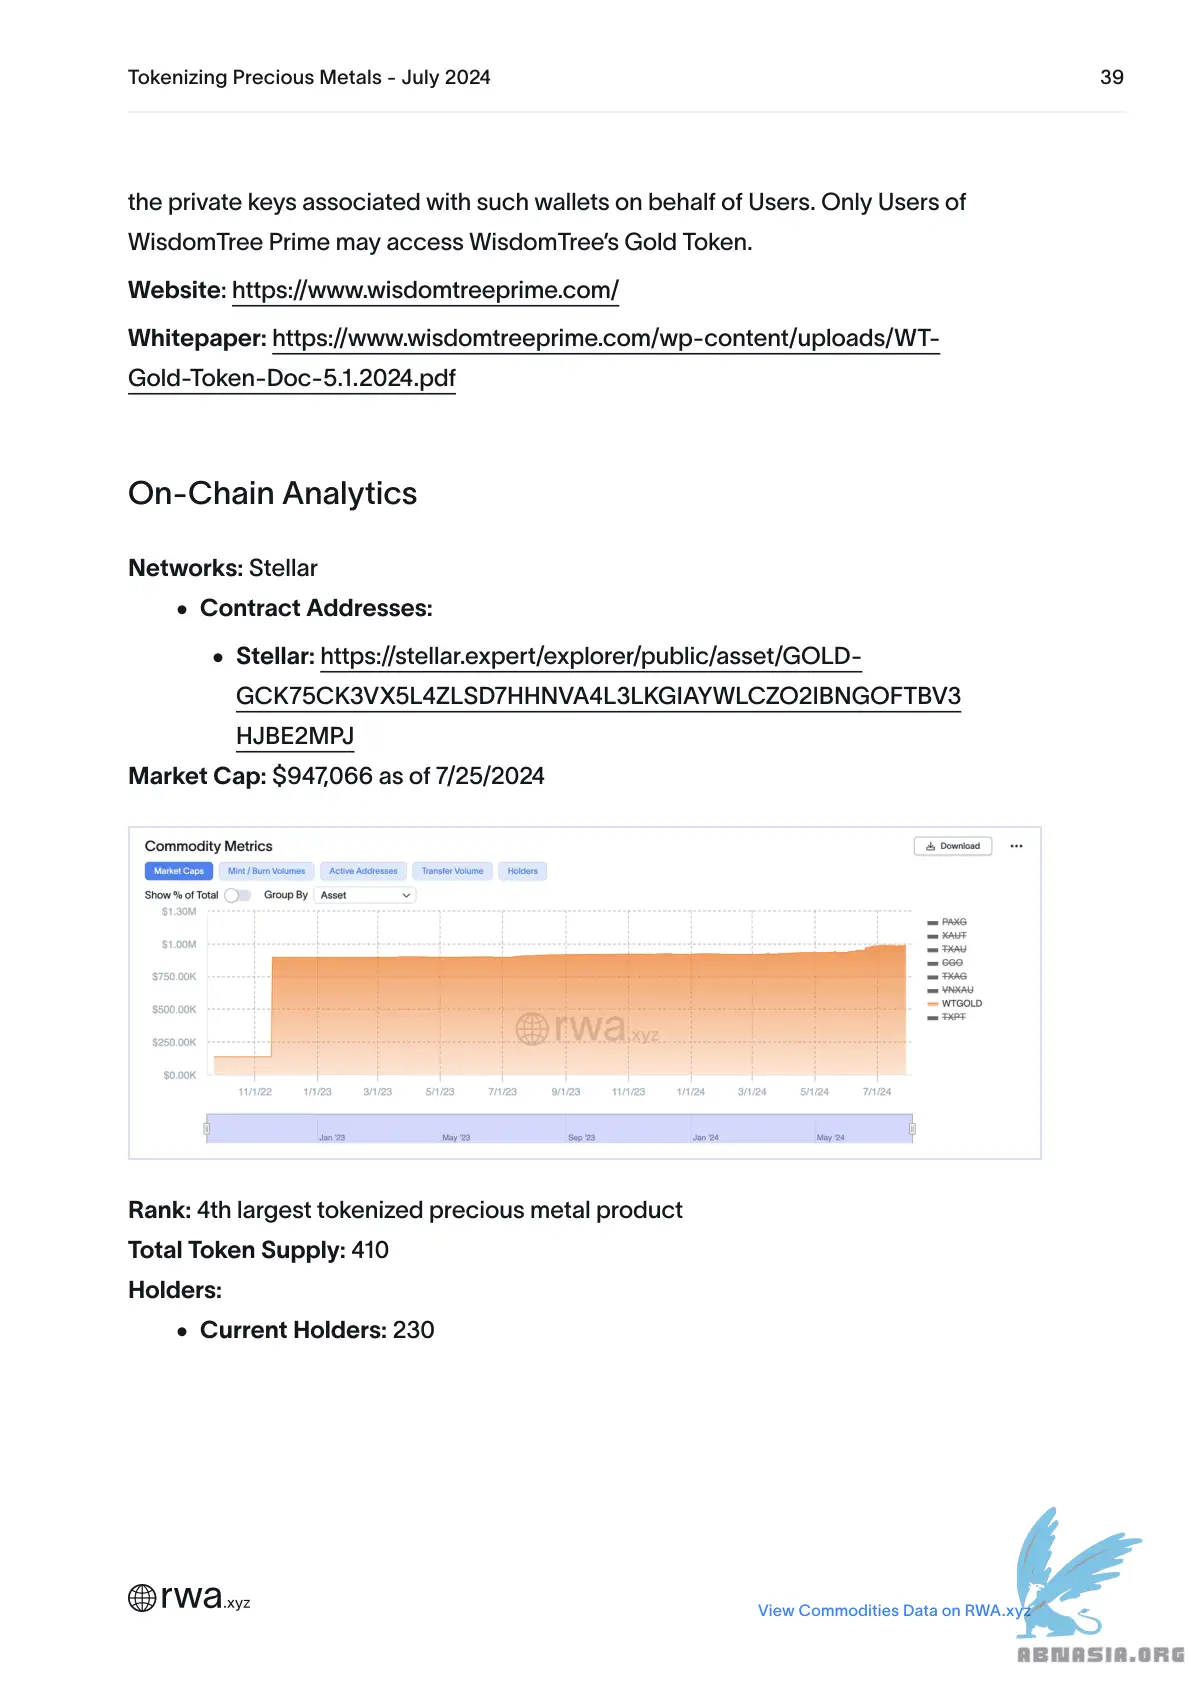 Tokenizing Precious Metals - July 2024 39
the private keys associated with such wallets on behalf of Users. Only Users of
WisdomTree Prime may access WisdomTree’s Gold Token.
Website: https://www.wisdomtreeprime.com/
Whitepaper: https://www.wisdomtreeprime.com/wp-content/uploads/WT-
Gold-Token-Doc-5.1.2024.pdf
On-Chain Analytics
Networks: Stellar
• Contract Addresses:
• Stellar: https://stellar.expert/explorer/public/asset/GOLD-
GCK75CK3VX5L4ZLSD7HHNVA4L3LKGIAYWLCZO2IBNGOFTBV3
HJBE2MPJ
Market Cap: $947,066 as of 7/25/2024
Commodity Metrics Download
Market Caps Mint / Burn Volumes Active Addresses Transfer Volume Holders
Show % of Total Group By Asset
$1.30M
$1.00M
$750.00K
$500.00K
$250.00K
$0.00K
rwa.xyz
PAXG
XAUT
TXAU
CGO
TXAG
VNXAU
WTGOLD
TXPT
11/1/22 1/1/23 3/1/23 5/1/23 7/1/23 9/1/23 11/1/23 1/1/24 3/1/24 5/1/24 7/1/24
Jan '23 May '23 Sep '23 Jan '24 May '24
Rank: 4th largest tokenized precious metal product
Total Token Supply: 410
Holders:
• Current Holders: 230
rwa.xyz
View Commodities Data on RWA.xyz
ABNASIA.ORG